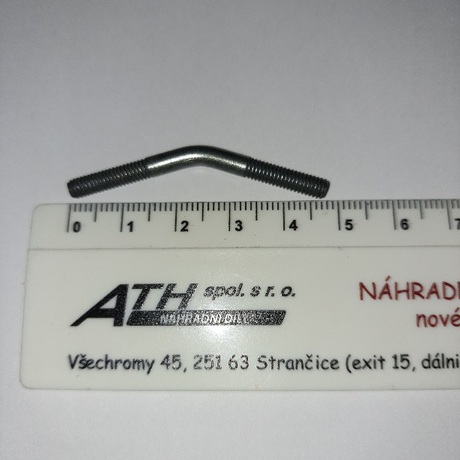 0 1 2 3 4 5 6 7
ATH spol. s r. o.
NÁHRADNÍ DÍLY
NÁHRADN
nové
Všechromy 45, 251 63 Strančice (exit 15, dálni